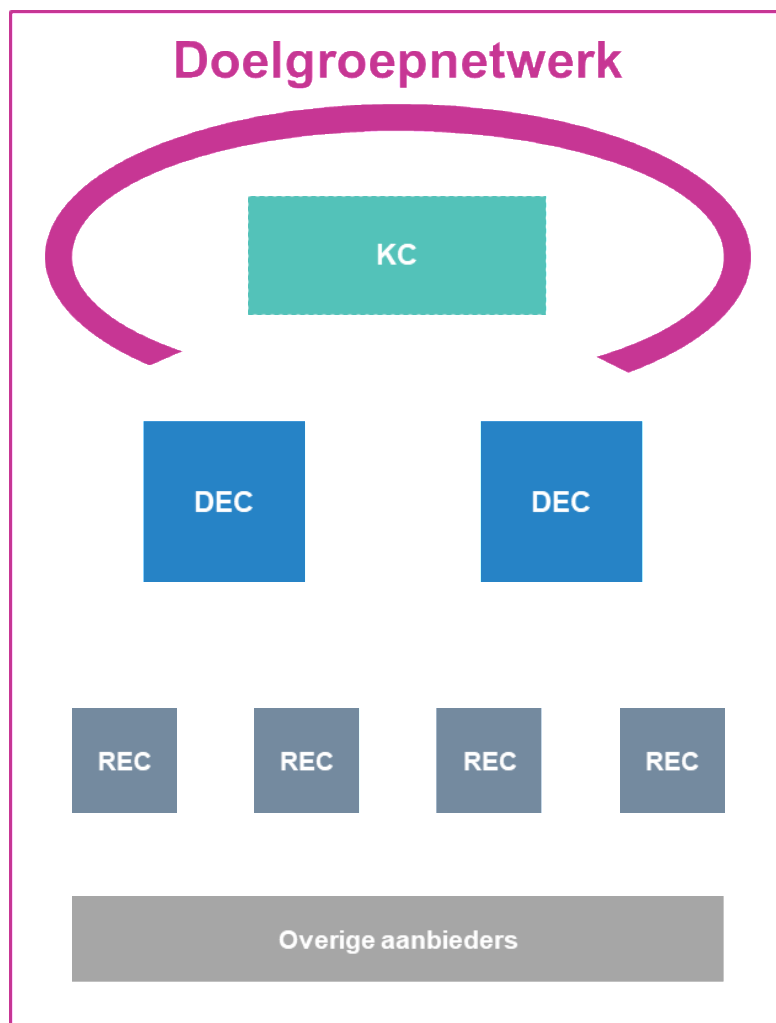 Doelgroepnetwerk
KC
DEC DEC
REC REC REC REC
Overige aanbieders